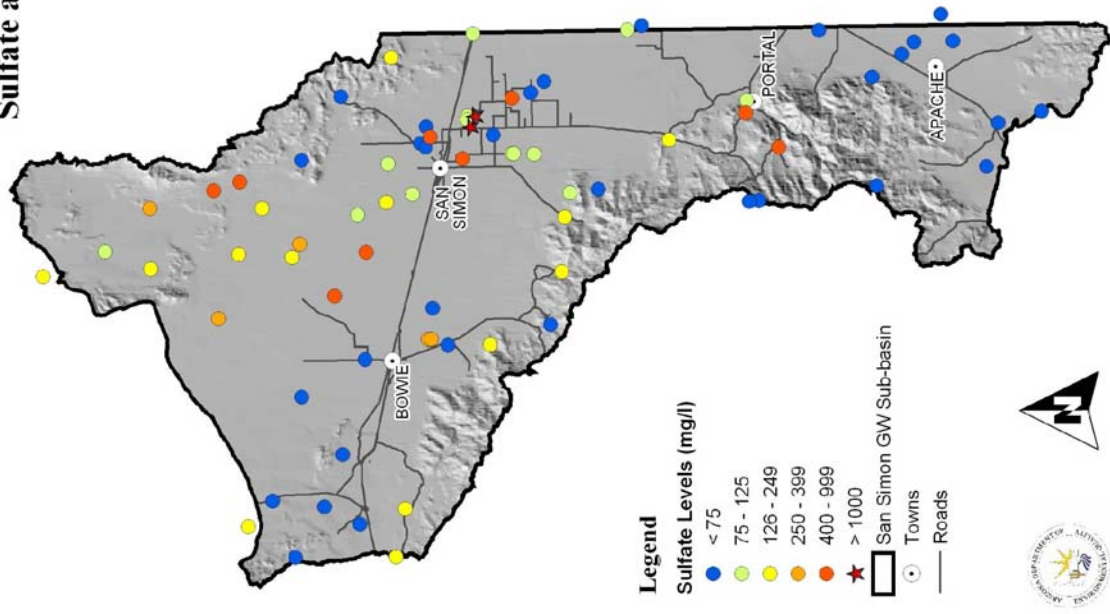 Sulfate a
SAN
SIMON
BOWIE
PORTAL
APACHE
Legend
Sulfate Levels (mg/l)
< 75
75 - 125
126 - 249
250 - 399
400 - 999
> 1000
San Simon GW Sub-basin
Towns
Roads
N